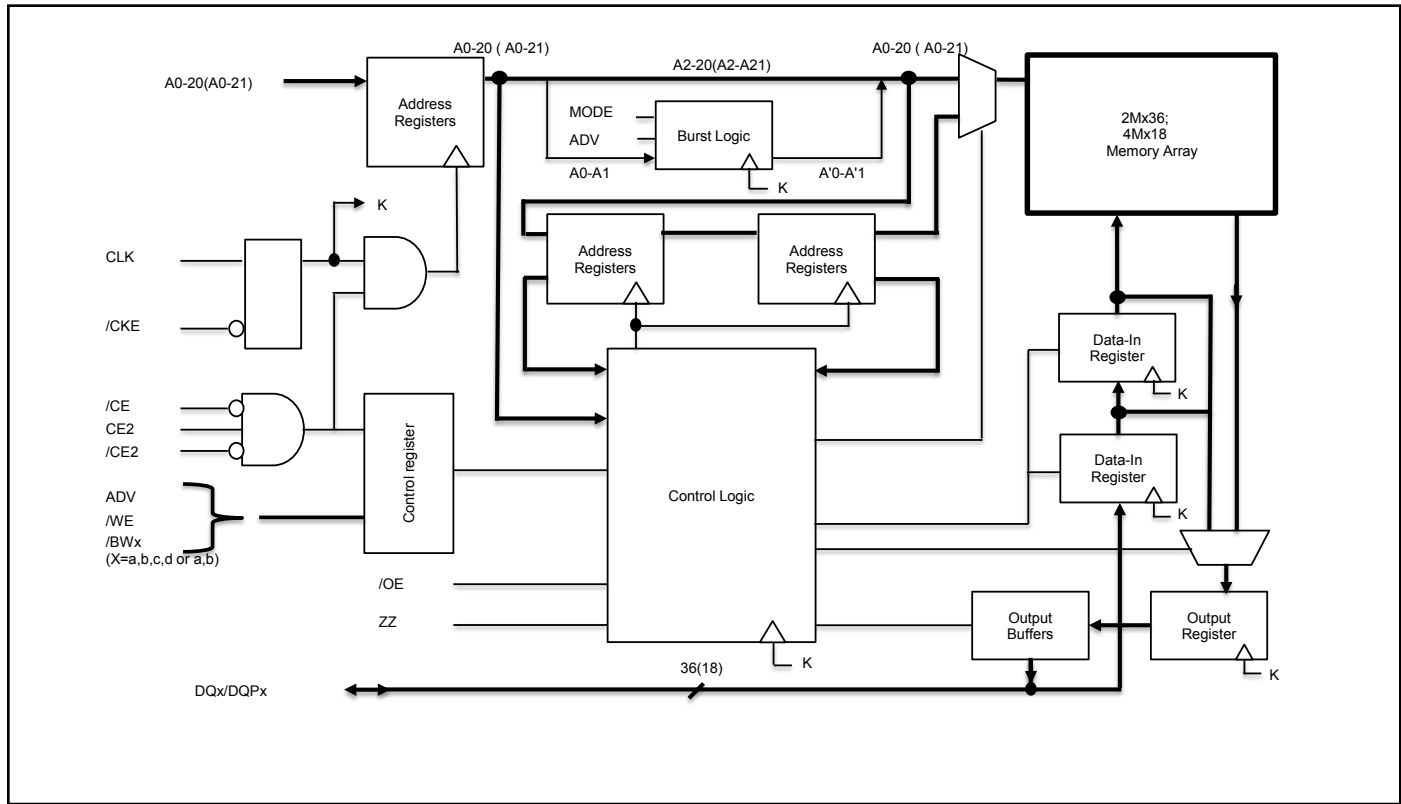 A0-20 ( A0-21)
A0-20 ( A0-21)
A2-20(A2-A21)
A0-20(A0-21)
Address
Registers
MODE
ADV
Burst Logic
A0-A1
A'0-A'1
K
2Mx36;
4Mx18
Memory Array
K
CLK
/CKE
Address
Registers
Address
Registers
Data-In
Register
K
/CE
CE2
/CE2
Control register
Control Logic
Data-In
Register
K
ADV
/WE
/BWx
(X=a,b,c,d or a,b)
/OE
ZZ
K
Output
Buffers
Output
Register
K
36(18)
DQx/DQPx